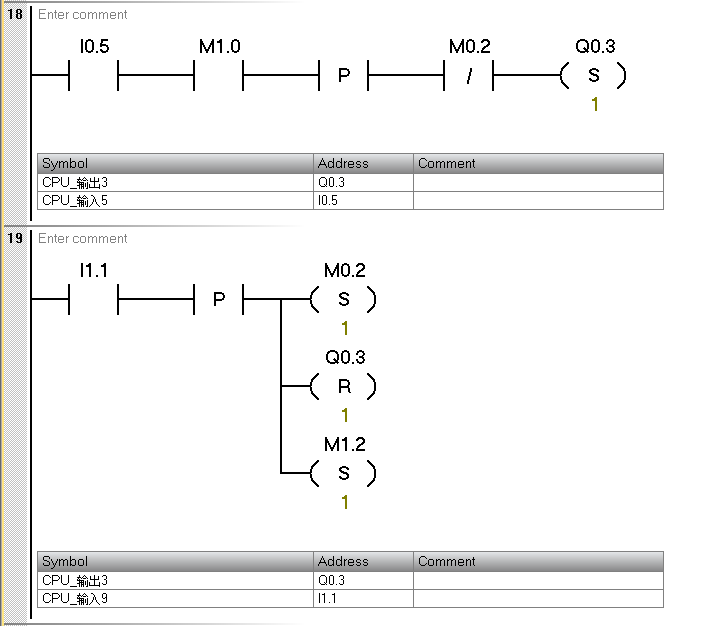 18 Enter comment
I0.5 M1.0 M0.2 Q0.3
P / S
1
Symbol Address Comment
CPU_输出3 Q0.3
CPU_输入5 I0.5
19 Enter comment
I1.1 M0.2
P S
1
Q0.3
R
1
M1.2
S
1
Symbol Address Comment
CPU_输出3 Q0.3
CPU_输入9 I1.1